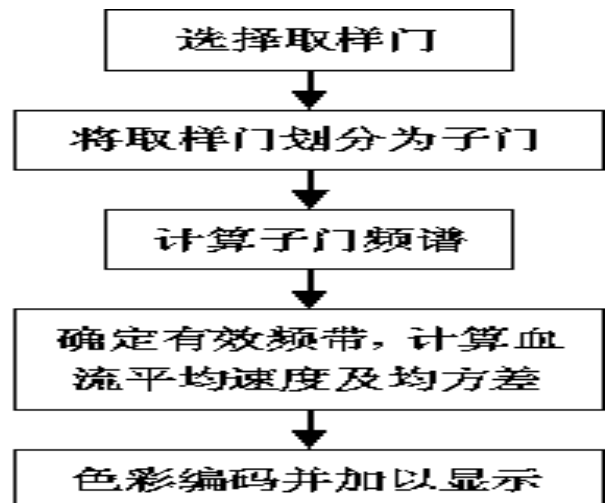 选择取样门
将取样门划分为子门
计算子门频谱
确定有效频带，计算血
流平均速度及均方差
色彩编码并加以显示